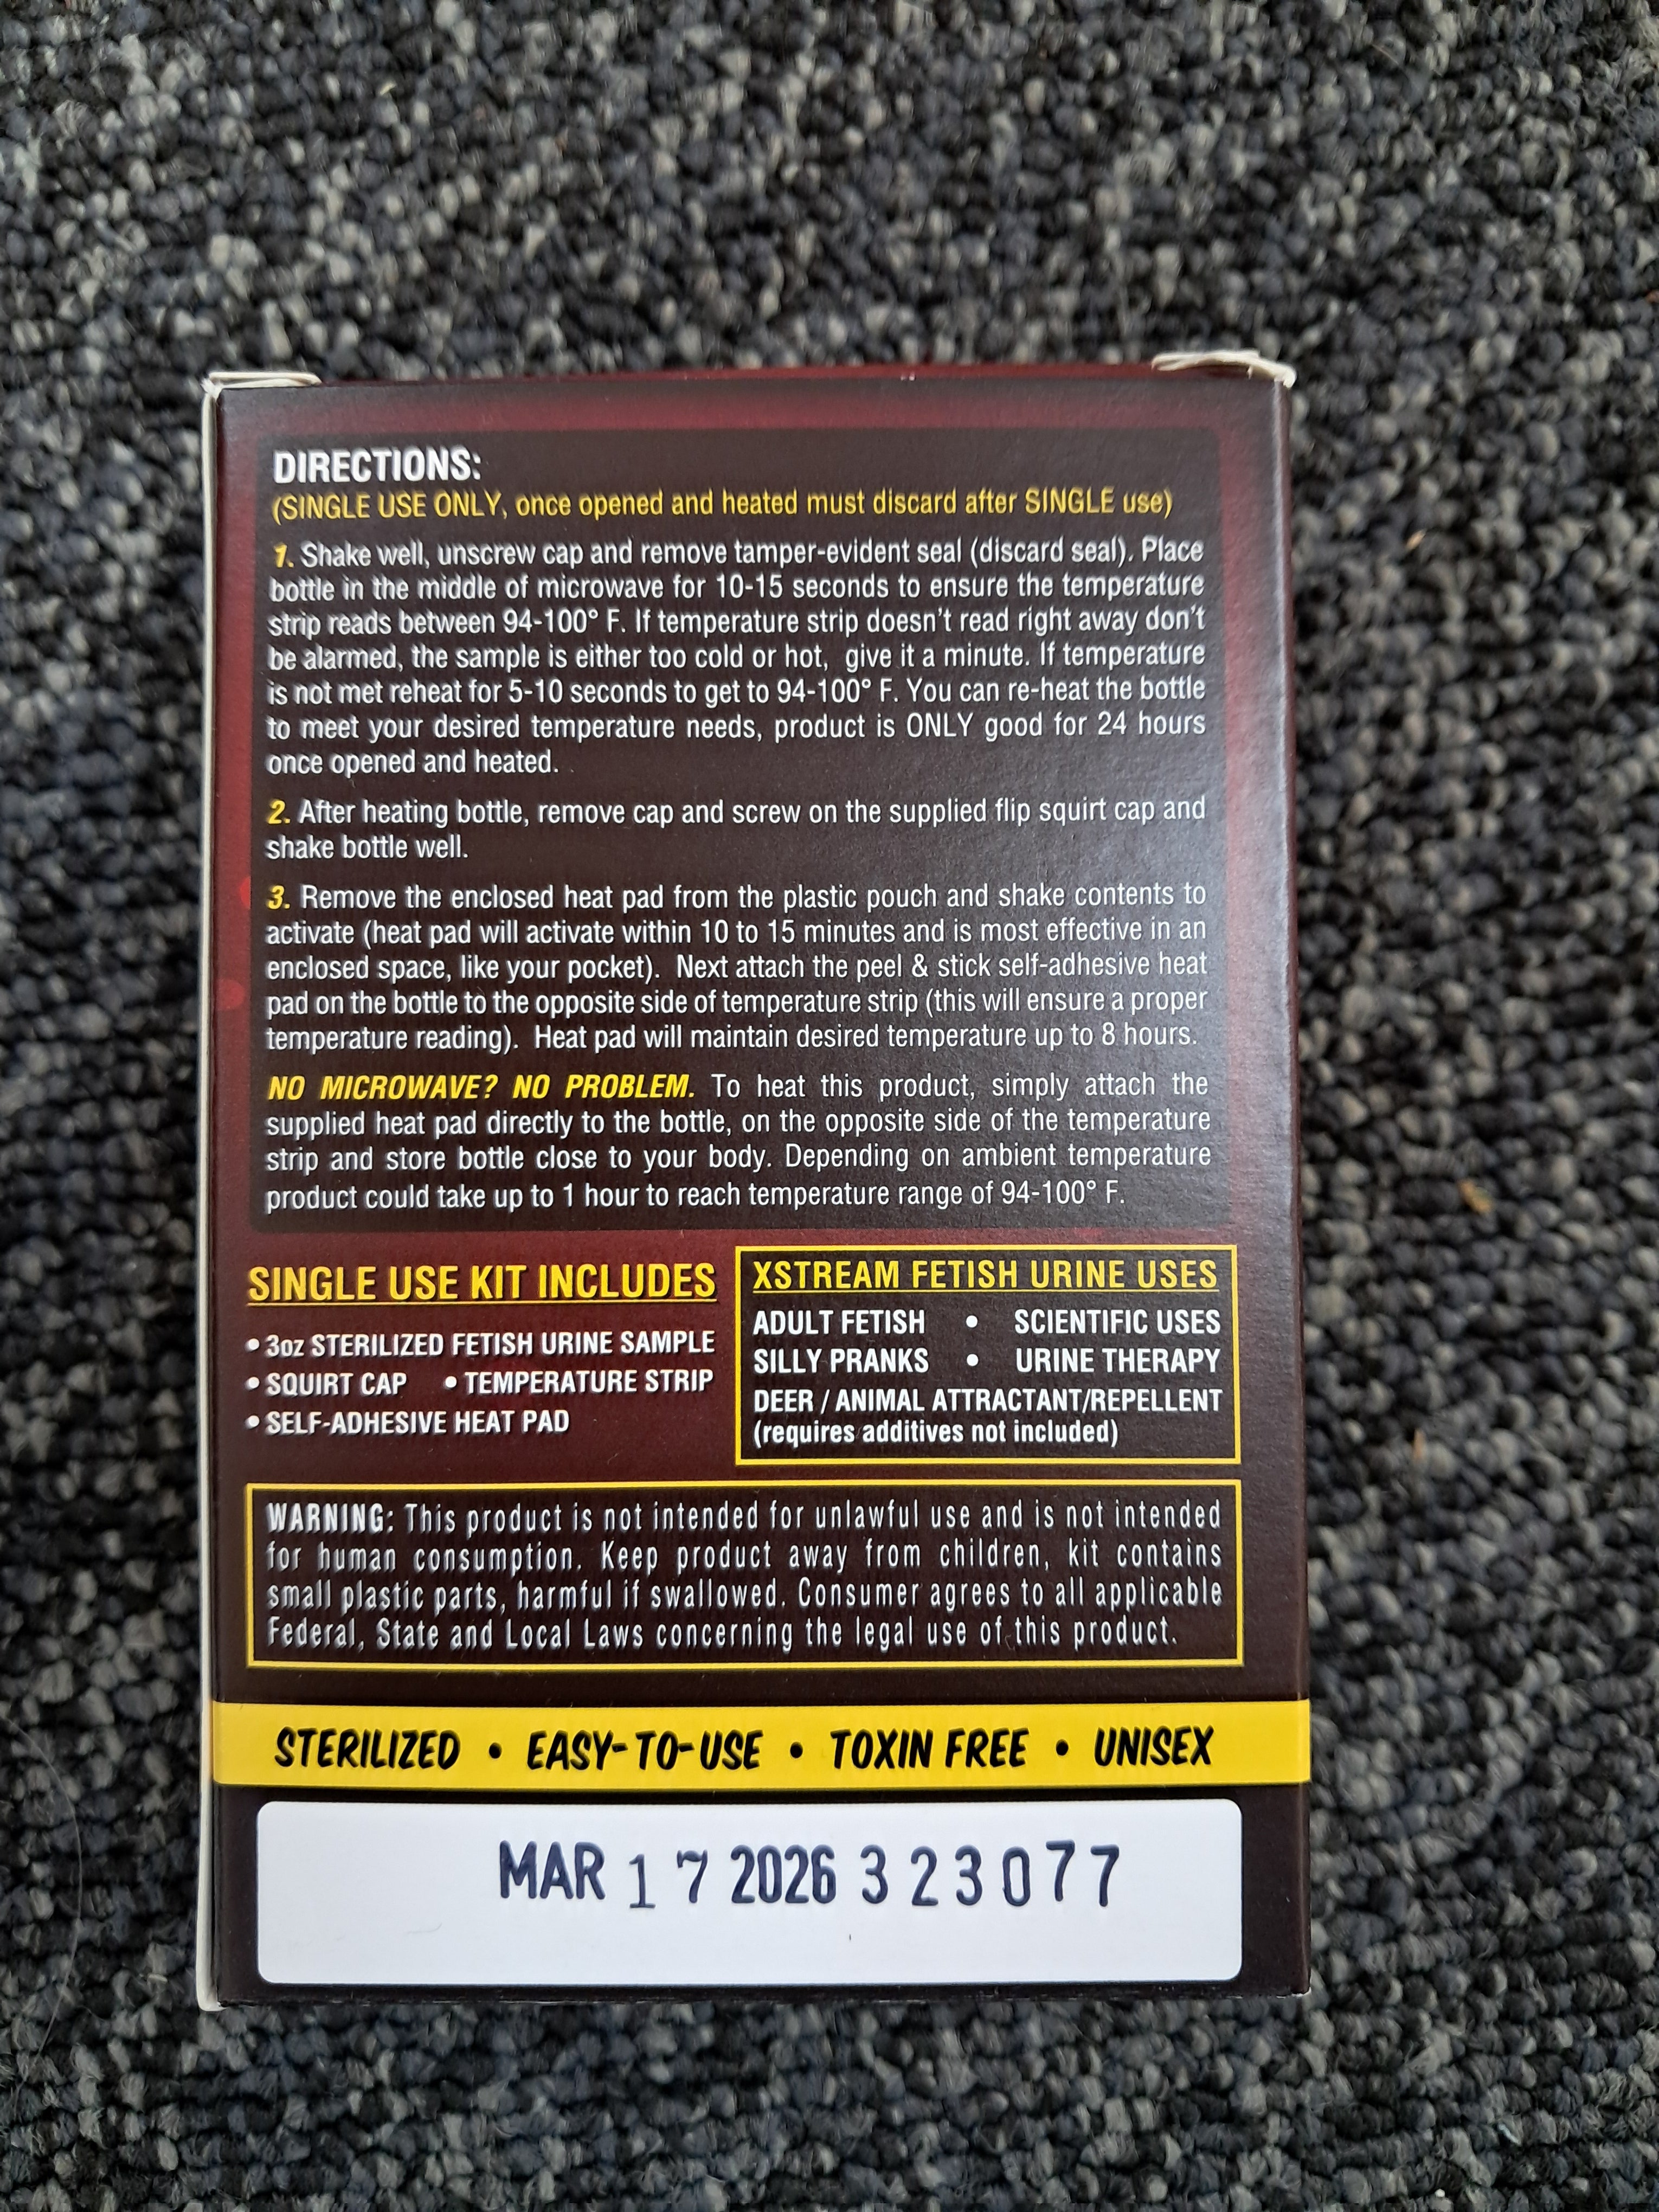 DIRECTIONS:
(SINGLE USE ONLY, once opened and heated must discard after SINGLE use)
1. Shake well, unscrew cap and remove tamper-evident seal (discard seal). Place
bottle in the middle of microwave for 10-15 seconds to ensure the temperature
strip reads between 94-100° F. If temperature strip doesn't read right away don't
be alarmed, the sample is either too cold or hot, give it a minute. If temperature
is not met reheat for 5-10 seconds to get to 94-100° F. You can re-heat the bottle
to meet your desired temperature needs, product is ONLY good for 24 hours
once opened and heated.
2. After heating bottle, remove cap and screw on the supplied flip squirt cap and
shake bottle well.
3. Remove the enclosed heat pad from the plastic pouch and shake contents to
activate (heat pad will activate within 10 to 15 minutes and is most effective in an
enclosed space, like your pocket). Next attach the peel & stick self-adhesive heat
pad on the bottle to the opposite side of temperature strip (this will ensure a proper
temperature reading). Heat pad will maintain desired temperature up to 8 hours.
NO MICROWAVE? NO PROBLEM. To heat this product, simply attach the
supplied heat pad directly to the bottle, on the opposite side of the temperature
strip and store bottle close to your body. Depending on ambient temperature
product could take up to 1 hour to reach temperature range of 94-100° F.
SINGLE USE KIT INCLUDES
• 3oz STERILIZED FETISH URINE SAMPLE
• SQUIRT CAP • TEMPERATURE STRIP
• SELF-ADHESIVE HEAT PAD
XSTREAM FETISH URINE USES
ADULT FETISH • SCIENTIFIC USES
SILLY PRANKS • URINE THERAPY
DEER / ANIMAL ATTRACTANT/REPELLENT
(requires additives not included)
WARNING: This product is not intended for unlawful use and is not intended
for human consumption. Keep product away from children, kit contains
small plastic parts, harmful if swallowed. Consumer agrees to all applicable
Federal, State and Local Laws concerning the legal use of this product.
STERILIZED • EASY-TO-USE • TOXIN FREE • UNISEX
MAR 17 2026 323077